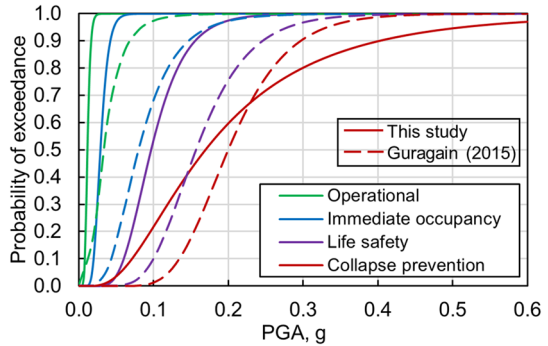 Probability of exceedance
1.0
0.9
0.8
0.7
0.6
0.5
0.4
0.3
0.2
0.1
0.0
This study
Guragain (2015)
Operational
Immediate occupancy
Life safety
Collapse prevention
0.0 0.1 0.2 0.3 0.4 0.5 0.6
PGA, g